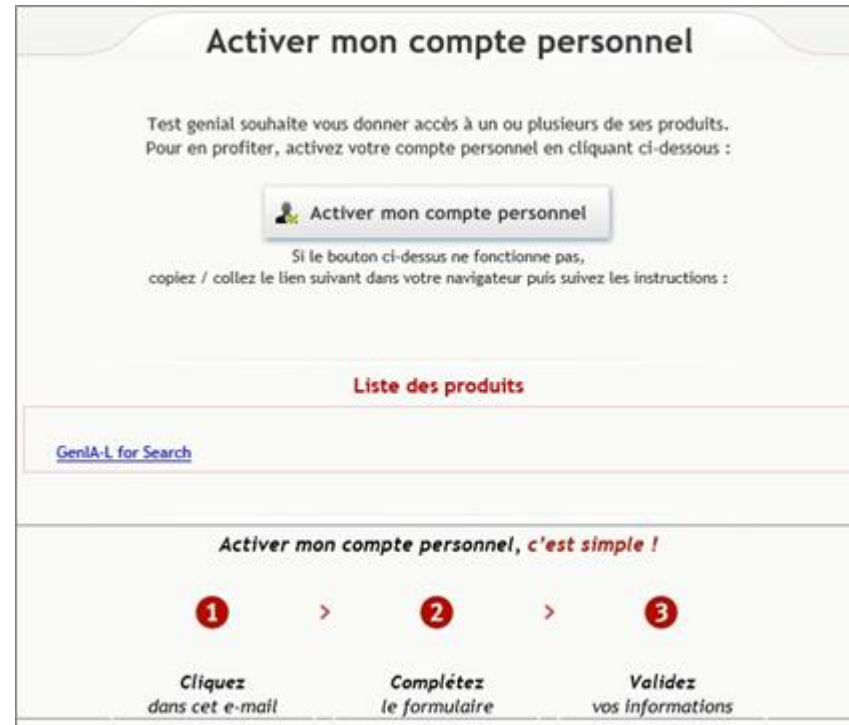 Activer mon compte personnel
Test genial souhaite vous donner accès à un ou plusieurs de ses produits.
Pour en profiter, activez votre compte personnel en cliquant ci-dessous :
Activer mon compte personnel
Si le bouton ci-dessus ne fonctionne pas,
copiez / collez le lien suivant dans votre navigateur puis suivez les instructions :
Liste des produits
GenIA-L for Search
Activer mon compte personnel, c'est simple !
1 > 2 > 3
Cliquez Complétez Validez
dans cet e-mail le formulaire vos informations